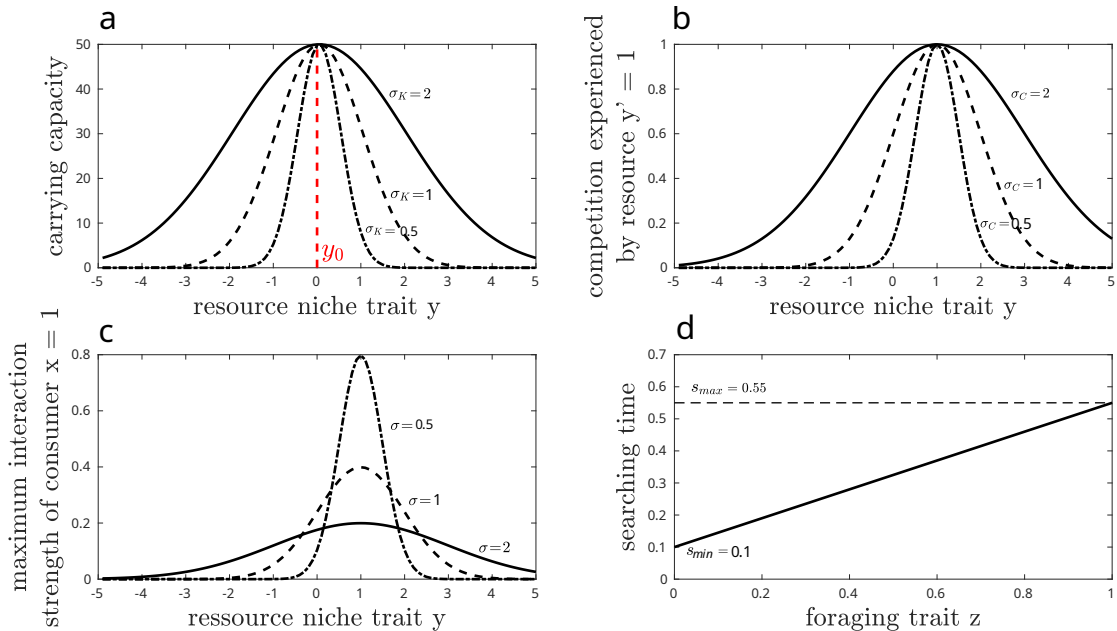 a
carrying capacity
50
40
30
20
10
0
σK=2
σK=1
σK=0.5
y0
-5 -4 -3 -2 -1 0 1 2 3 4 5
resource niche trait y
b
competition experienced
by resource y' = 1
1
0.8
0.6
0.4
0.2
0
σC=2
σC=1
σC=0.5
-5 -4 -3 -2 -1 0 1 2 3 4 5
resource niche trait y
c
maximum interaction
strength of consumer x = 1
0.8
0.6
0.4
0.2
0
σ=0.5
σ=1
σ=2
-5 -4 -3 -2 -1 0 1 2 3 4 5
ressource niche trait y
d
searching time
0.7
0.6
0.5
0.4
0.3
0.2
0.1
0
smax = 0.55
smin = 0.1
0 0.2 0.4 0.6 0.8 1
foraging trait z